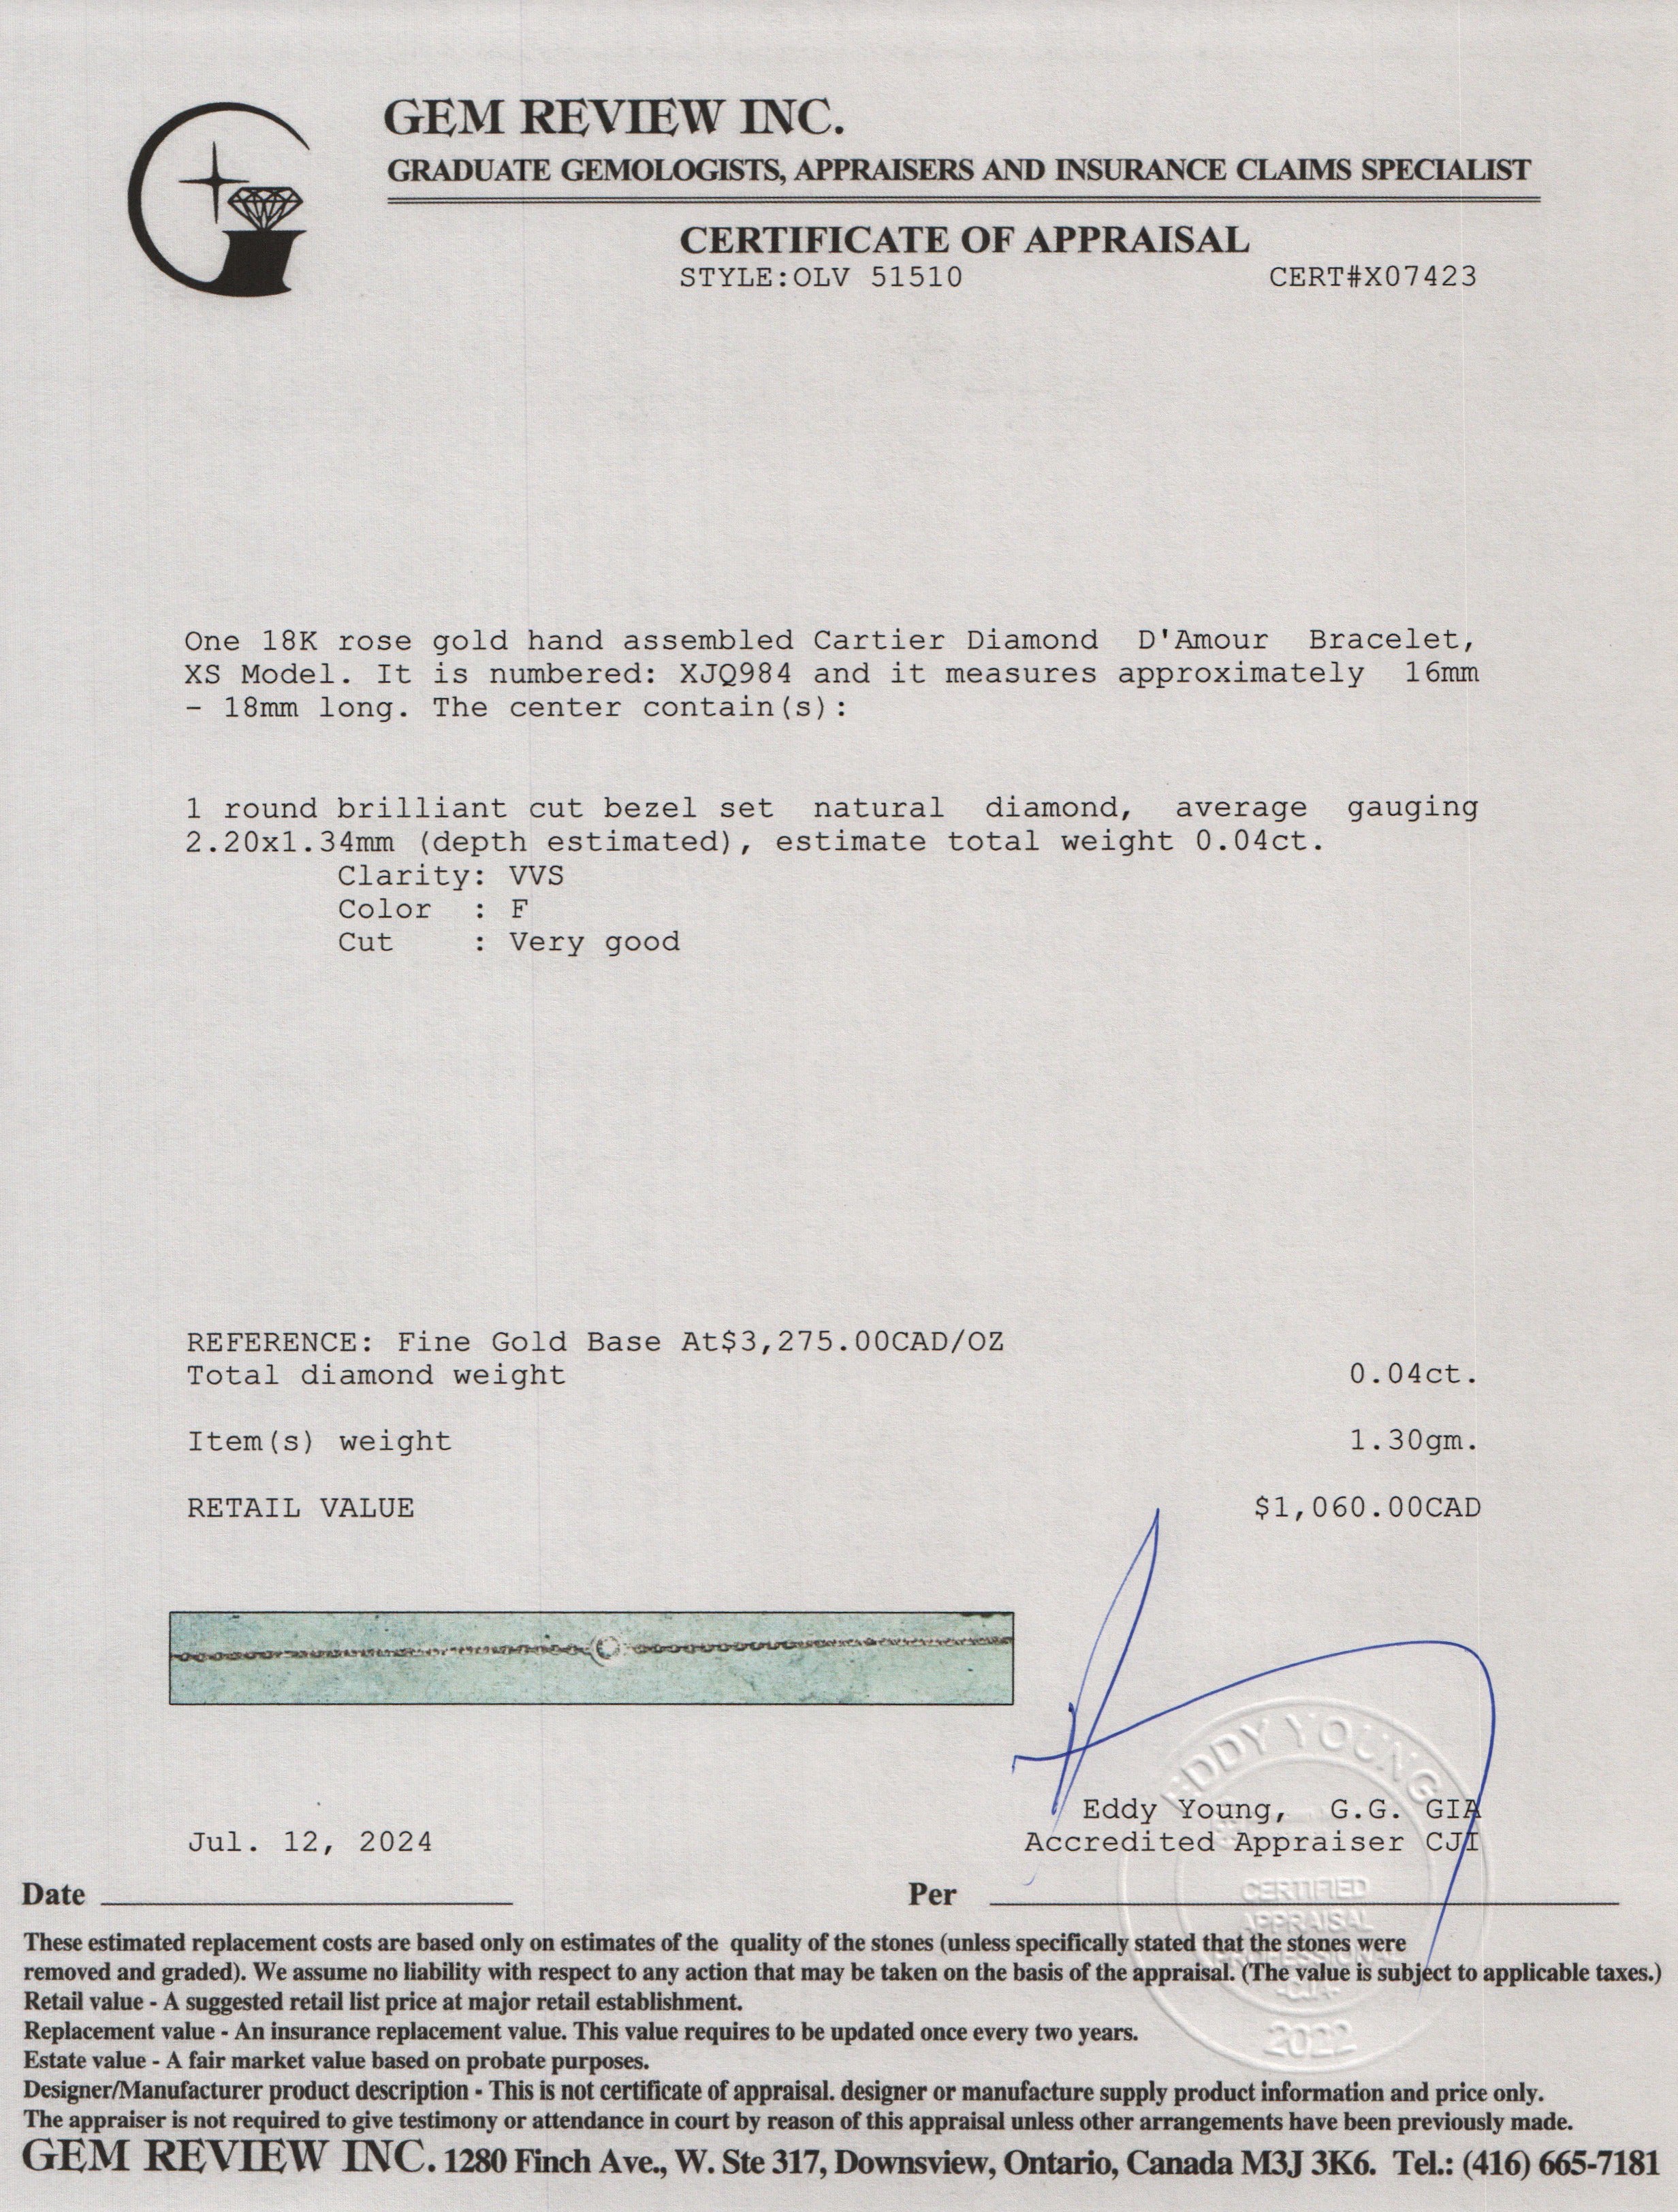 GEM REVIEW INC.
GRADUATE GEMOLOGISTS, APPRAISERS AND INSURANCE CLAIMS SPECIALIST
CERTIFICATE OF APPRAISAL
STYLE:OLV 51510 CERT#X07423
One 18K rose gold hand assembled Cartier Diamond D'Amour Bracelet,
XS Model. It is numbered: XJQ984 and it measures approximately 16mm
- 18mm long. The center contain(s):
1 round brilliant cut bezel set natural diamond, average gauging
2.20x1.34mm (depth estimated), estimate total weight 0.04ct.
Clarity: VVS
Color : F
Cut : Very good
REFERENCE: Fine Gold Base At$3,275.00CAD/OZ
Total diamond weight 0.04ct.
Item(s) weight 1.30gm.
RETAIL VALUE $1,060.00CAD
EDDY YOUNG
Eddy Young, G.G. GIA
Jul. 12, 2024 Accredited Appraiser CJI
Date Per
CERTIFIED
APPRAISAL
PROFESSIONAL
2022
These estimated replacement costs are based only on estimates of the quality of the stones (unless specifically stated that the stones were
removed and graded). We assume no liability with respect to any action that may be taken on the basis of the appraisal. (The value is subject to applicable taxes.)
Retail value - A suggested retail list price at major retail establishment.
Replacement value - An insurance replacement value. This value requires to be updated once every two years.
Estate value - A fair market value based on probate purposes.
Designer/Manufacturer product description - This is not certificate of appraisal. designer or manufacture supply product information and price only.
The appraiser is not required to give testimony or attendance in court by reason of this appraisal unless other arrangements have been previously made.
GEM REVIEW INC. 1280 Finch Ave., W. Ste 317, Downsview, Ontario, Canada M3J 3K6. Tel.: (416) 665-7181